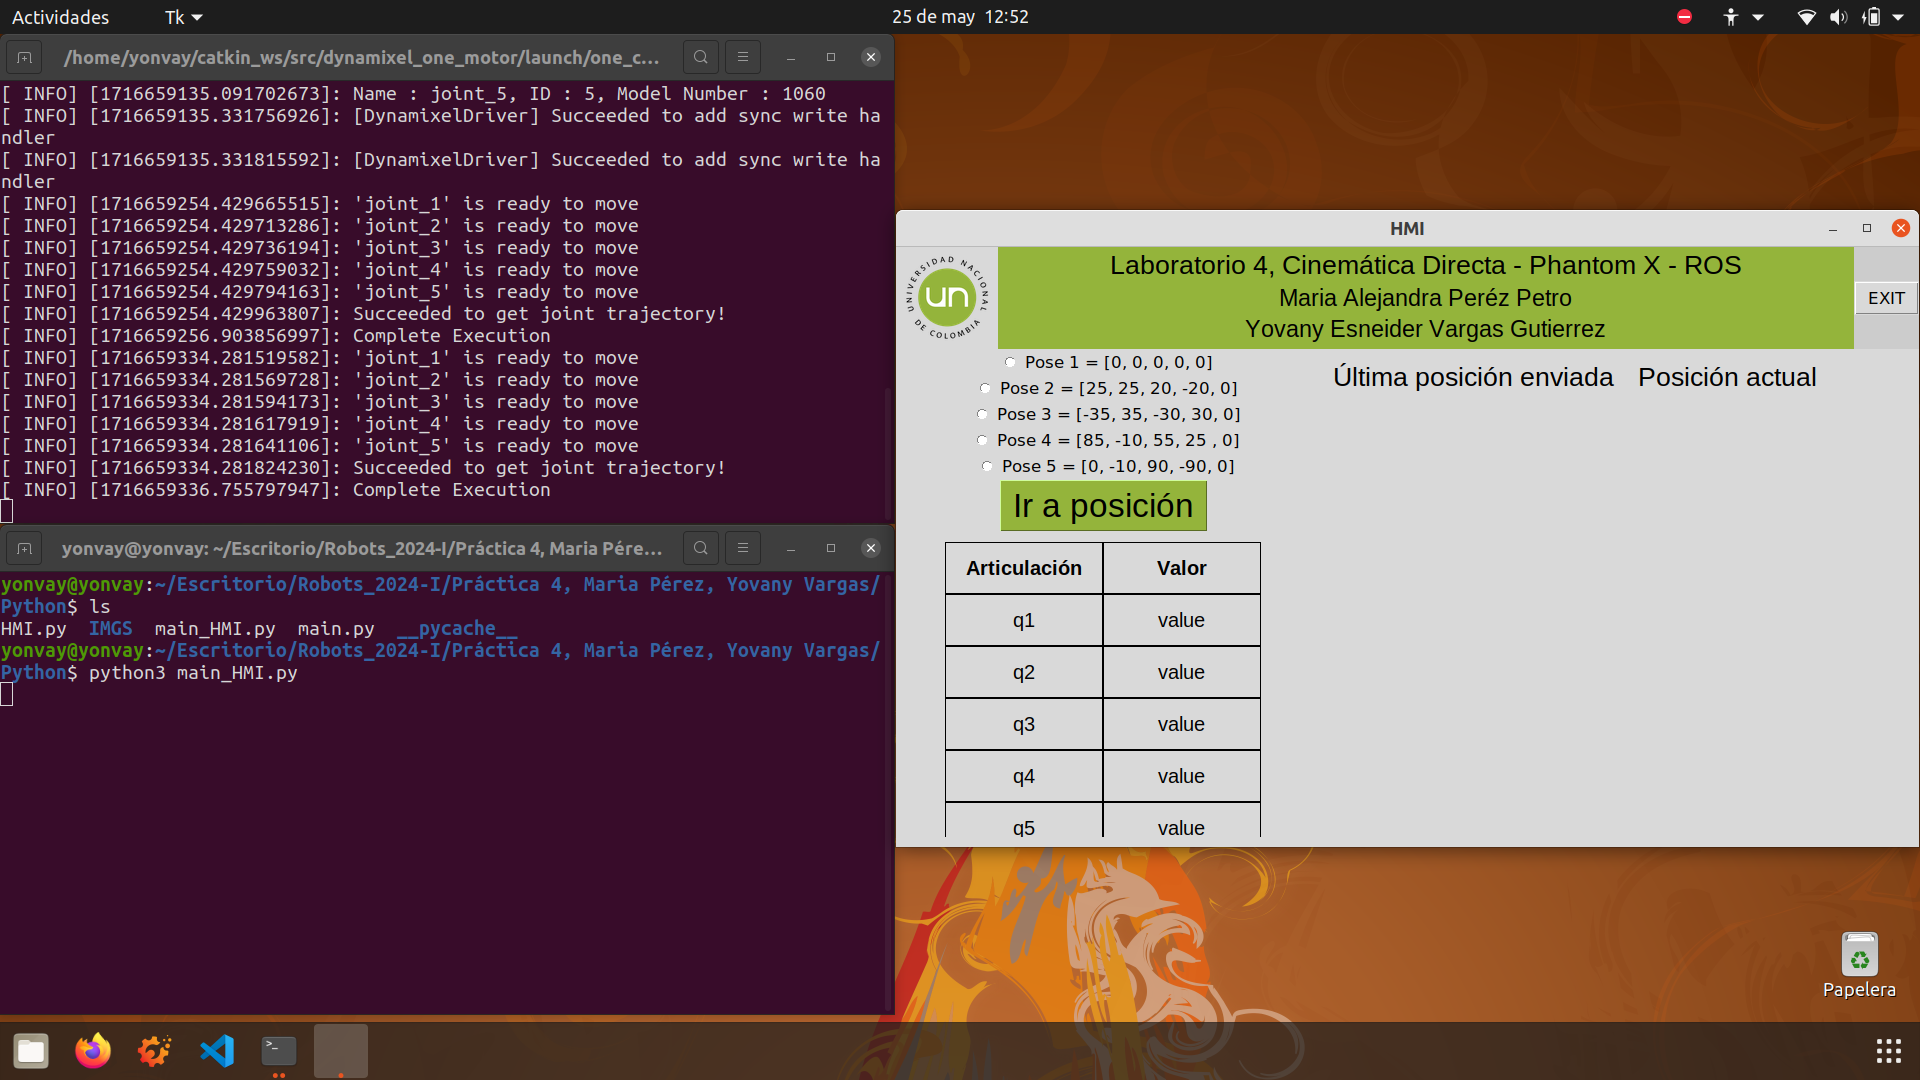 Actividades
Tk
25 de may 12:52
/home/yonvay/catkin_ws/src/dynamixel_one_motor/launch/one_c...
[ INFO] [1716659135.091702673]: Name : joint_5, ID : 5, Model Number : 1060
[ INFO] [1716659135.331756926]: [DynamixelDriver] Succeeded to add sync write ha
ndler
[ INFO] [1716659135.331815592]: [DynamixelDriver] Succeeded to add sync write ha
ndler
[ INFO] [1716659254.429665515]: 'joint_1' is ready to move
[ INFO] [1716659254.429713286]: 'joint_2' is ready to move
[ INFO] [1716659254.429736194]: 'joint_3' is ready to move
[ INFO] [1716659254.429759032]: 'joint_4' is ready to move
[ INFO] [1716659254.429794163]: 'joint_5' is ready to move
[ INFO] [1716659254.429963807]: Succeeded to get joint trajectory!
[ INFO] [1716659256.903856997]: Complete Execution
[ INFO] [1716659334.281519582]: 'joint_1' is ready to move
[ INFO] [1716659334.281569728]: 'joint_2' is ready to move
[ INFO] [1716659334.281594173]: 'joint_3' is ready to move
[ INFO] [1716659334.281617919]: 'joint_4' is ready to move
[ INFO] [1716659334.281641106]: 'joint_5' is ready to move
[ INFO] [1716659334.281824230]: Succeeded to get joint trajectory!
[ INFO] [1716659336.755797947]: Complete Execution
yonvay@yonvay: ~/Escritorio/Robots_2024-I/Práctica 4, Maria Pére...
yonvay@yonvay:~/Escritorio/Robots_2024-I/Práctica 4, Maria Pérez, Yovany Vargas/
Python$ ls
HMI.py  IMGS  main_HMI.py  main.py  __pycache__
yonvay@yonvay:~/Escritorio/Robots_2024-I/Práctica 4, Maria Pérez, Yovany Vargas/
Python$ python3 main_HMI.py
HMI
UNIVERSIDAD NACIONAL
un
DE COLOMBIA
Laboratorio 4, Cinemática Directa - Phantom X - ROS
Maria Alejandra Peréz Petro
Yovany Esneider Vargas Gutierrez
EXIT
Pose 1 = [0, 0, 0, 0, 0]
Pose 2 = [25, 25, 20, -20, 0]
Pose 3 = [-35, 35, -30, 30, 0]
Pose 4 = [85, -10, 55, 25 , 0]
Pose 5 = [0, -10, 90, -90, 0]
Última posición enviada
Posición actual
Ir a posición
Articulación Valor
q1 value
q2 value
q3 value
q4 value
q5 value
Papelera